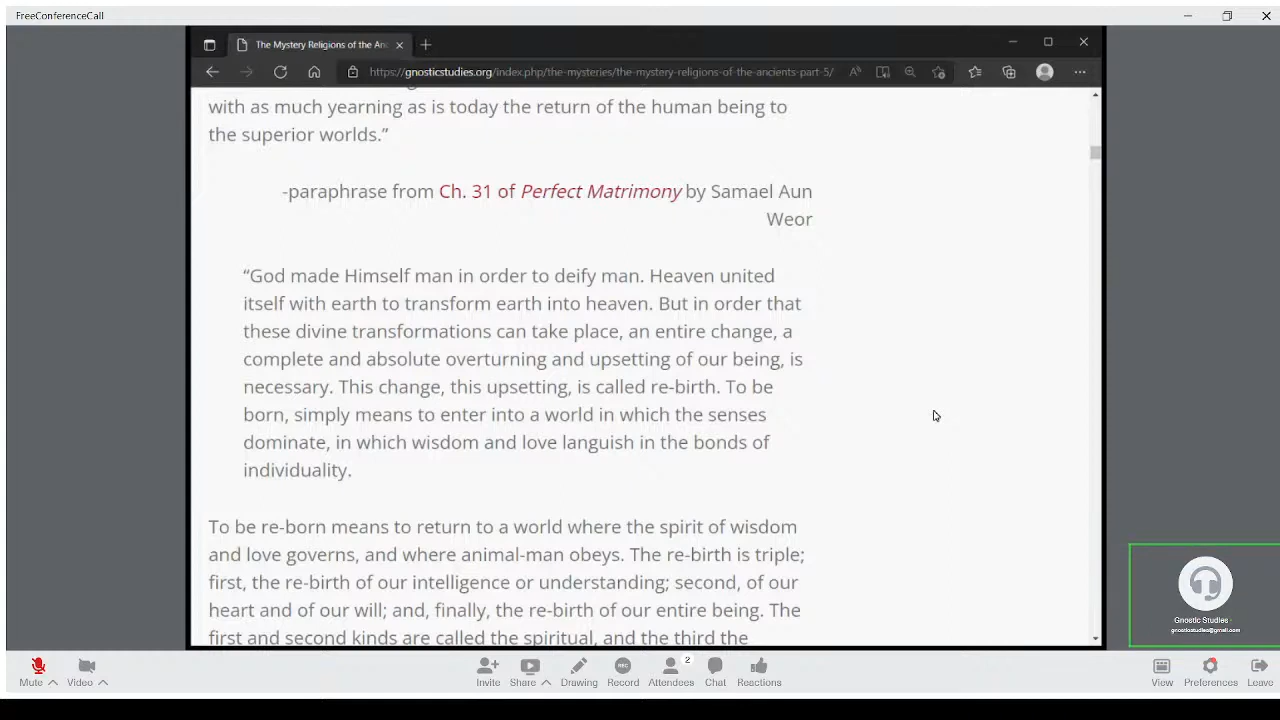 FreeConferenceCall
The Mystery Religions of the Anc
https://gnosticstudies.org/index.php/the-mysteries/the-mystery-religions-of-the-ancients-part-5/
with as much yearning as is today the return of the human being to
the superior worlds.”
-paraphrase from Ch. 31 of Perfect Matrimony by Samael Aun
Weor
“God made Himself man in order to deify man. Heaven united
itself with earth to transform earth into heaven. But in order that
these divine transformations can take place, an entire change, a
complete and absolute overturning and upsetting of our being, is
necessary. This change, this upsetting, is called re-birth. To be
born, simply means to enter into a world in which the senses
dominate, in which wisdom and love languish in the bonds of
individuality.
To be re-born means to return to a world where the spirit of wisdom
and love governs, and where animal-man obeys. The re-birth is triple;
first, the re-birth of our intelligence or understanding; second, of our
heart and of our will; and, finally, the re-birth of our entire being. The
first and second kinds are called the spiritual, and the third the
Gnostic Studies -
gnosticstudies@gmail.com
2
REC
Mute Video Invite Share Drawing Record Attendees Chat Reactions View Preferences Leave